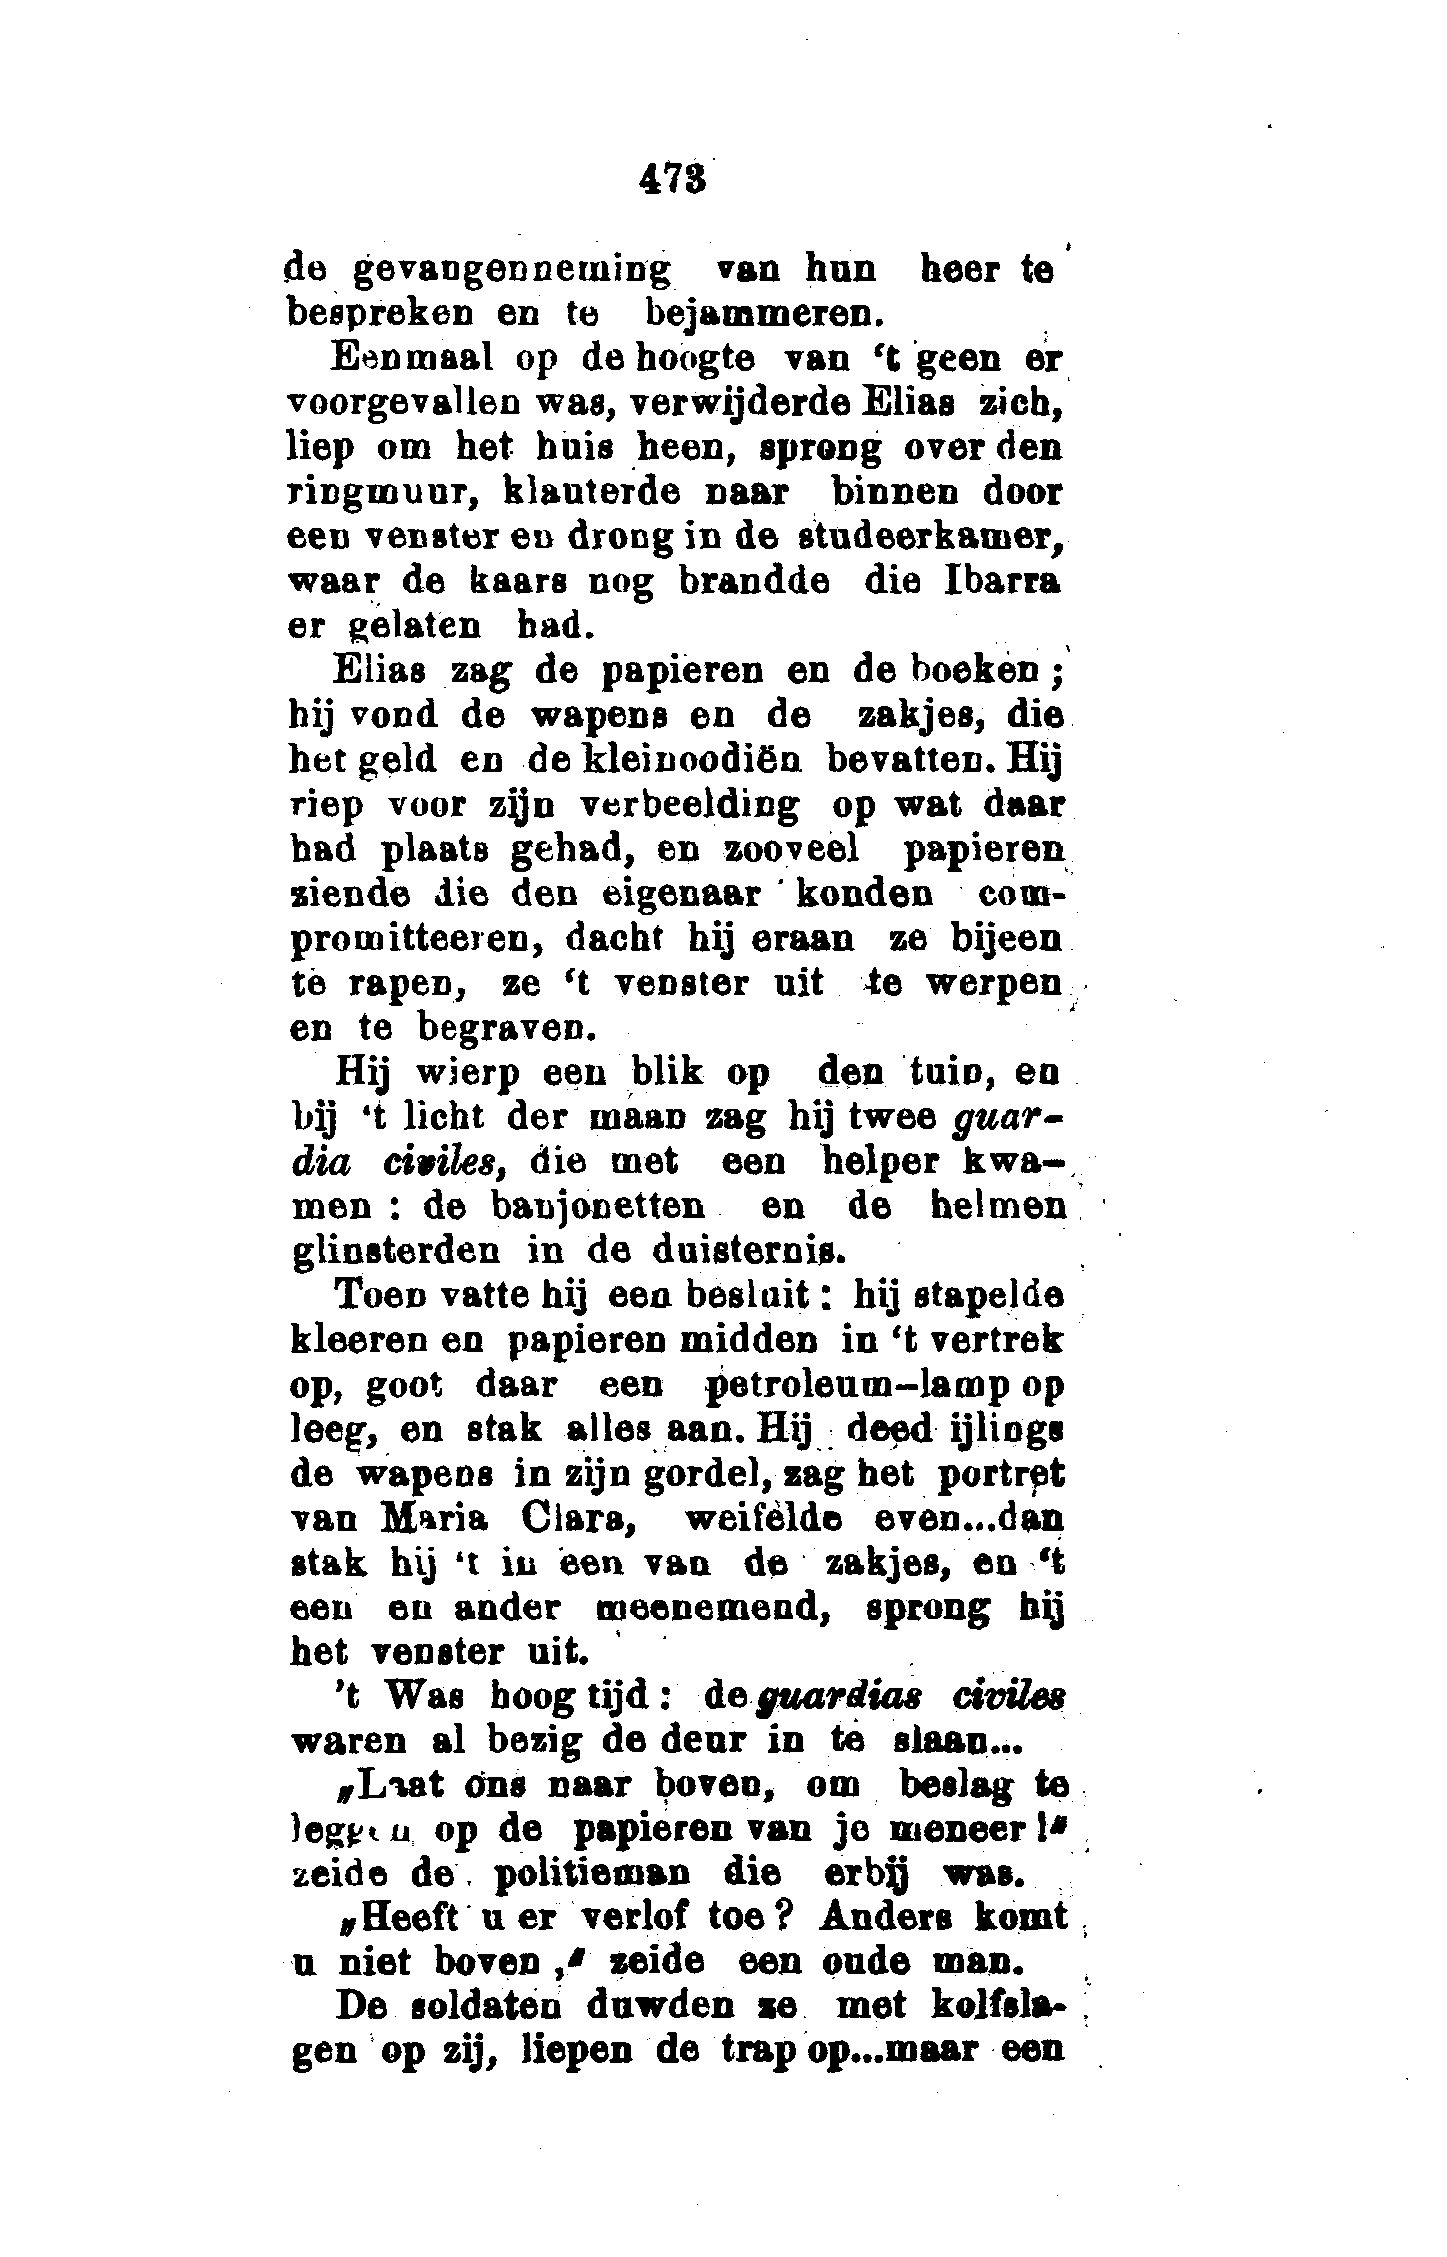 473
de gevangenneming van hun heer te
bespreken en te bejammeren.
Eenmaal op de hoogte van ‘t geen er
voorgevallen was, verwijderde Elias zich,
liep om het huis heen, sprong over den
ringmuur, klauterde naar binnen door
een venster en drong in de studeerkamer,
waar de kaars nog brandde die Ibarra
er gelaten had.
Elias zag de papieren en de boeken ;
hij vond de wapens en de zakjes, die
het geld en de kleinoodiën bevatten. Hij
riep voor zijn verbeelding op wat daar
had plaats gehad, en zooveel papieren
ziende die den eigenaar konden com-
promitteeren, dacht hij eraan ze bijeen
te rapen, ze ‘t venster uit te werpen
en te begraven.
Hij wierp een blik op den tuin, en
bij ‘t licht der maan zag hij twee guar-
dia civiles, die met een helper kwa-
men : de banjonetten en de helmen
glinsterden in de duisternis.
Toen vatte hij een besluit : hij stapelde
kleeren en papieren midden in ‘t vertrek
op, goot daar een petroleum-lamp op
leeg, en stak alles aan. Hij deed ijlings
de wapens in zijn gordel, zag het portret
van Maria Clara, weifelde even...dan
stak hij ‘t in een van de zakjes, en ‘t
een en ander meenemend, sprong hij
het venster uit.
’t Was hoog tijd : de guardias civiles
waren al bezig de deur in te slaan...
„Laat ons naar boven, om beslag te
leggen op de papieren van je meneer !"
zeide de politieman die erbij was.
„Heeft u er verlof toe ? Anders komt
u niet boven ," zeide een oude man.
De soldaten duwden ze met kolfsla-
gen op zij, liepen de trap op...maar een